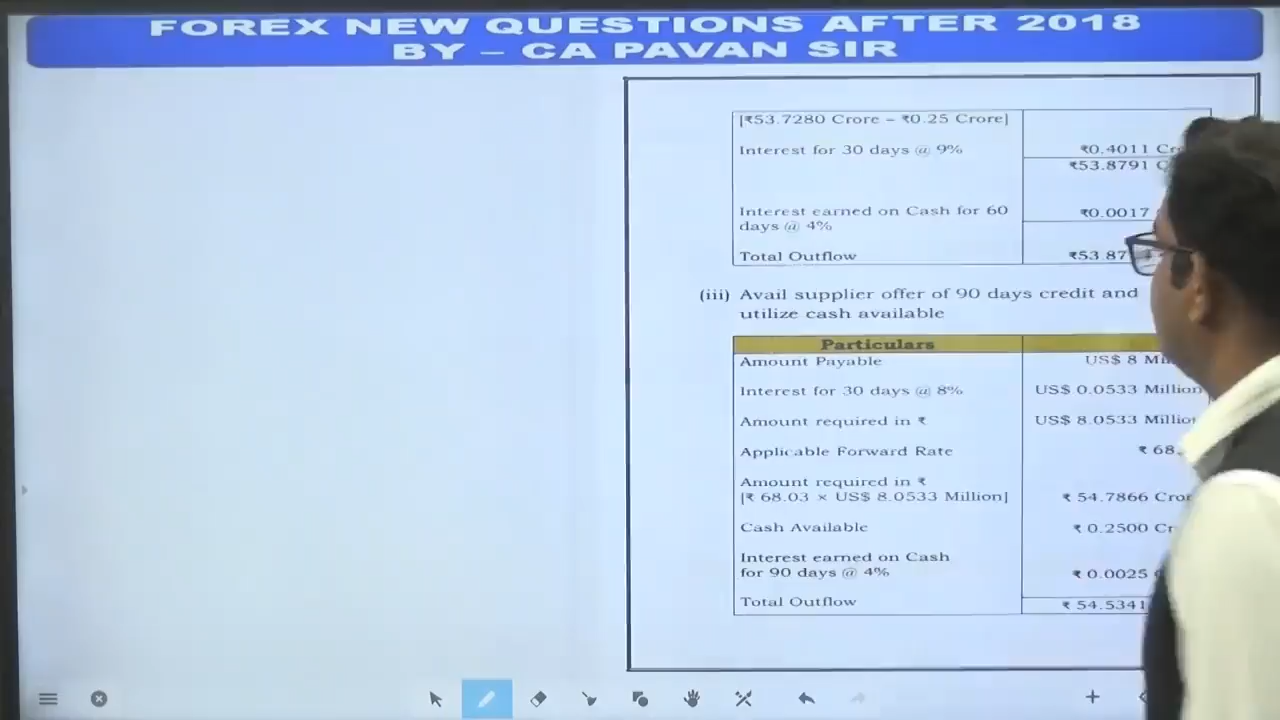 FOREX NEW QUESTIONS AFTER 2018
BY – CA PAVAN SIR
[₹53.7280 Crore – ₹0.25 Crore]
Interest for 30 days @ 9% ₹0.4011
₹53.8791
Interest earned on Cash for 60 ₹0.0017
days @ 4%
Total Outflow
(iii) Avail supplier offer of 90 days credit and
utilize cash available
Particulars
Amount Payable US$ 8
Interest for 30 days @ 8% US$ 0.0533 Million
Amount required in ₹ US$ 8.0533
Applicable Forward Rate
Amount required in ₹
[₹ 68.03 × US$ 8.0533 Million] ₹ 54.7866
Cash Available ₹ 0.2500
Interest earned on Cash
for 90 days @ 4% ₹ 0.0025
Total Outflow ₹ 54.5341